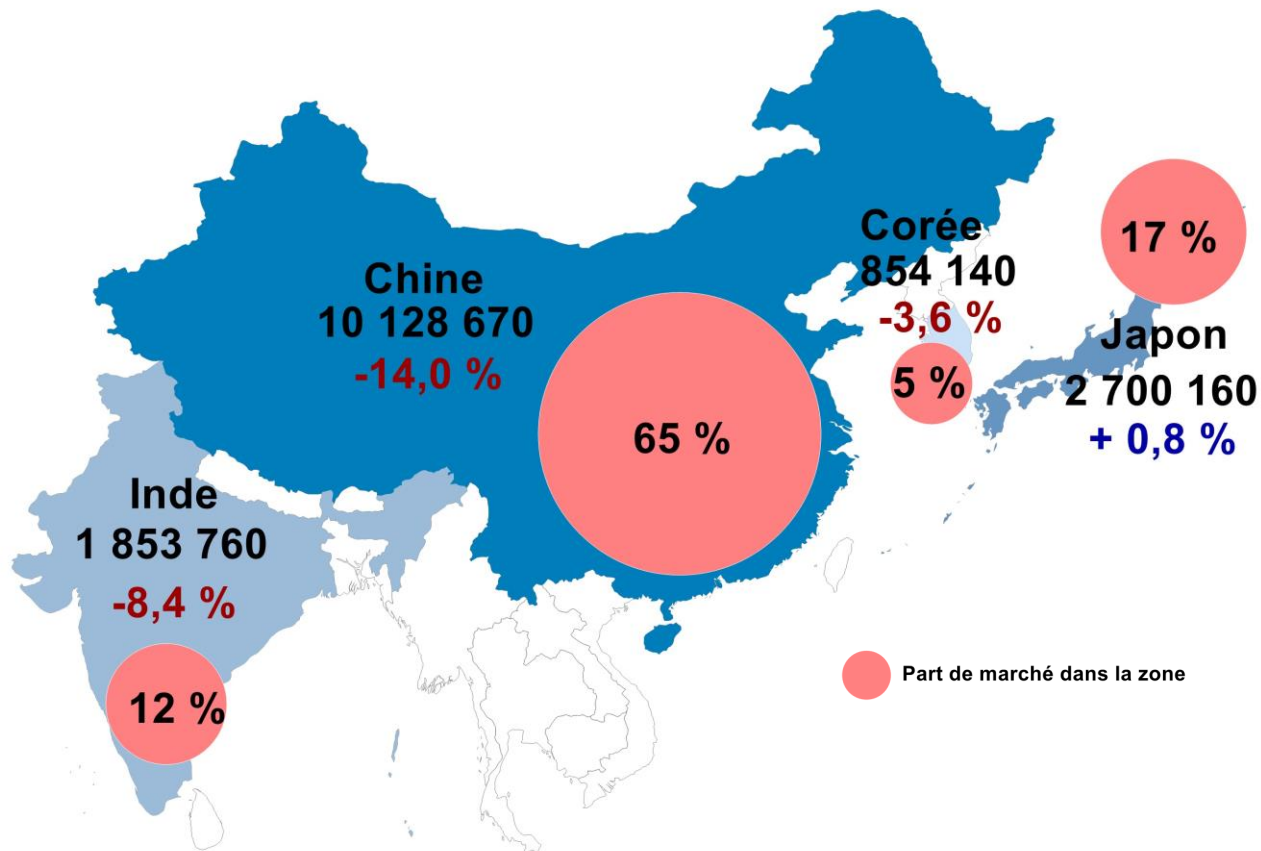 Chine
10 128 670
-14,0 %
65 %
Corée
854 140
-3,6 %
5 %
17 %
Japon
2 700 160
+ 0,8 %
Inde
1 853 760
-8,4 %
12 %
Part de marché dans la zone